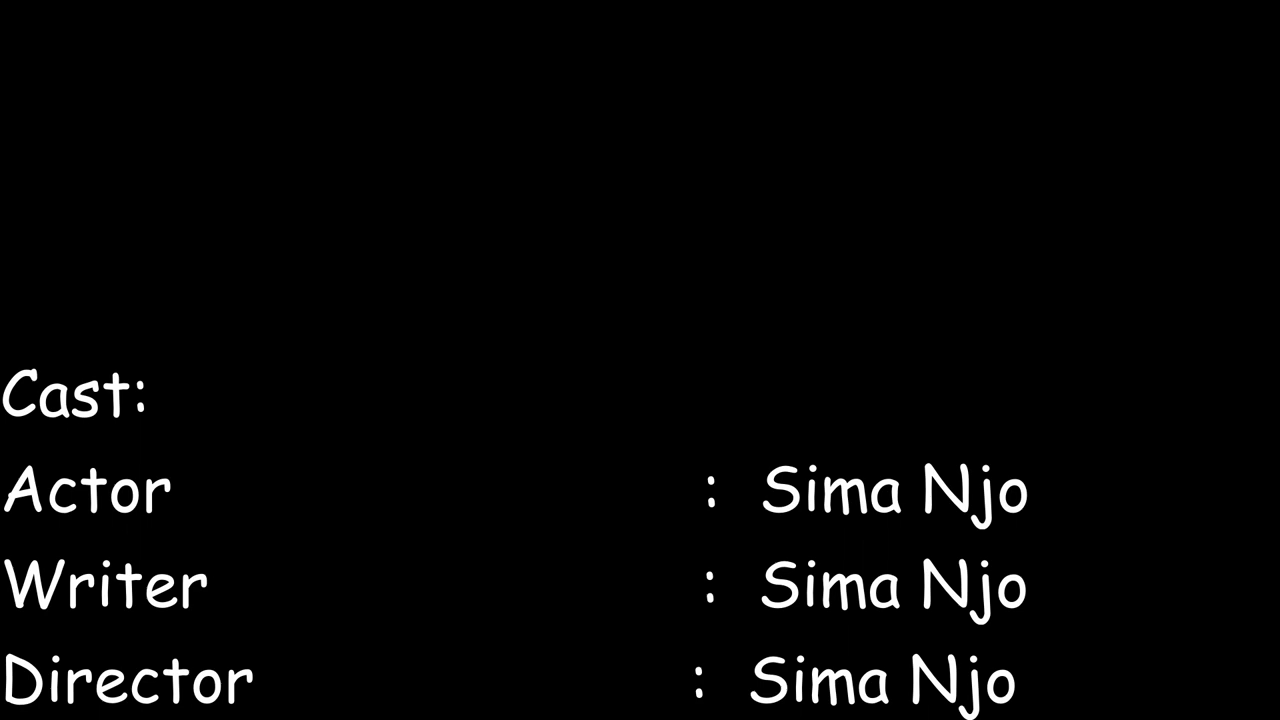 Cast:
Actor : Sima Njo
Writer : Sima Njo
Director : Sima Njo